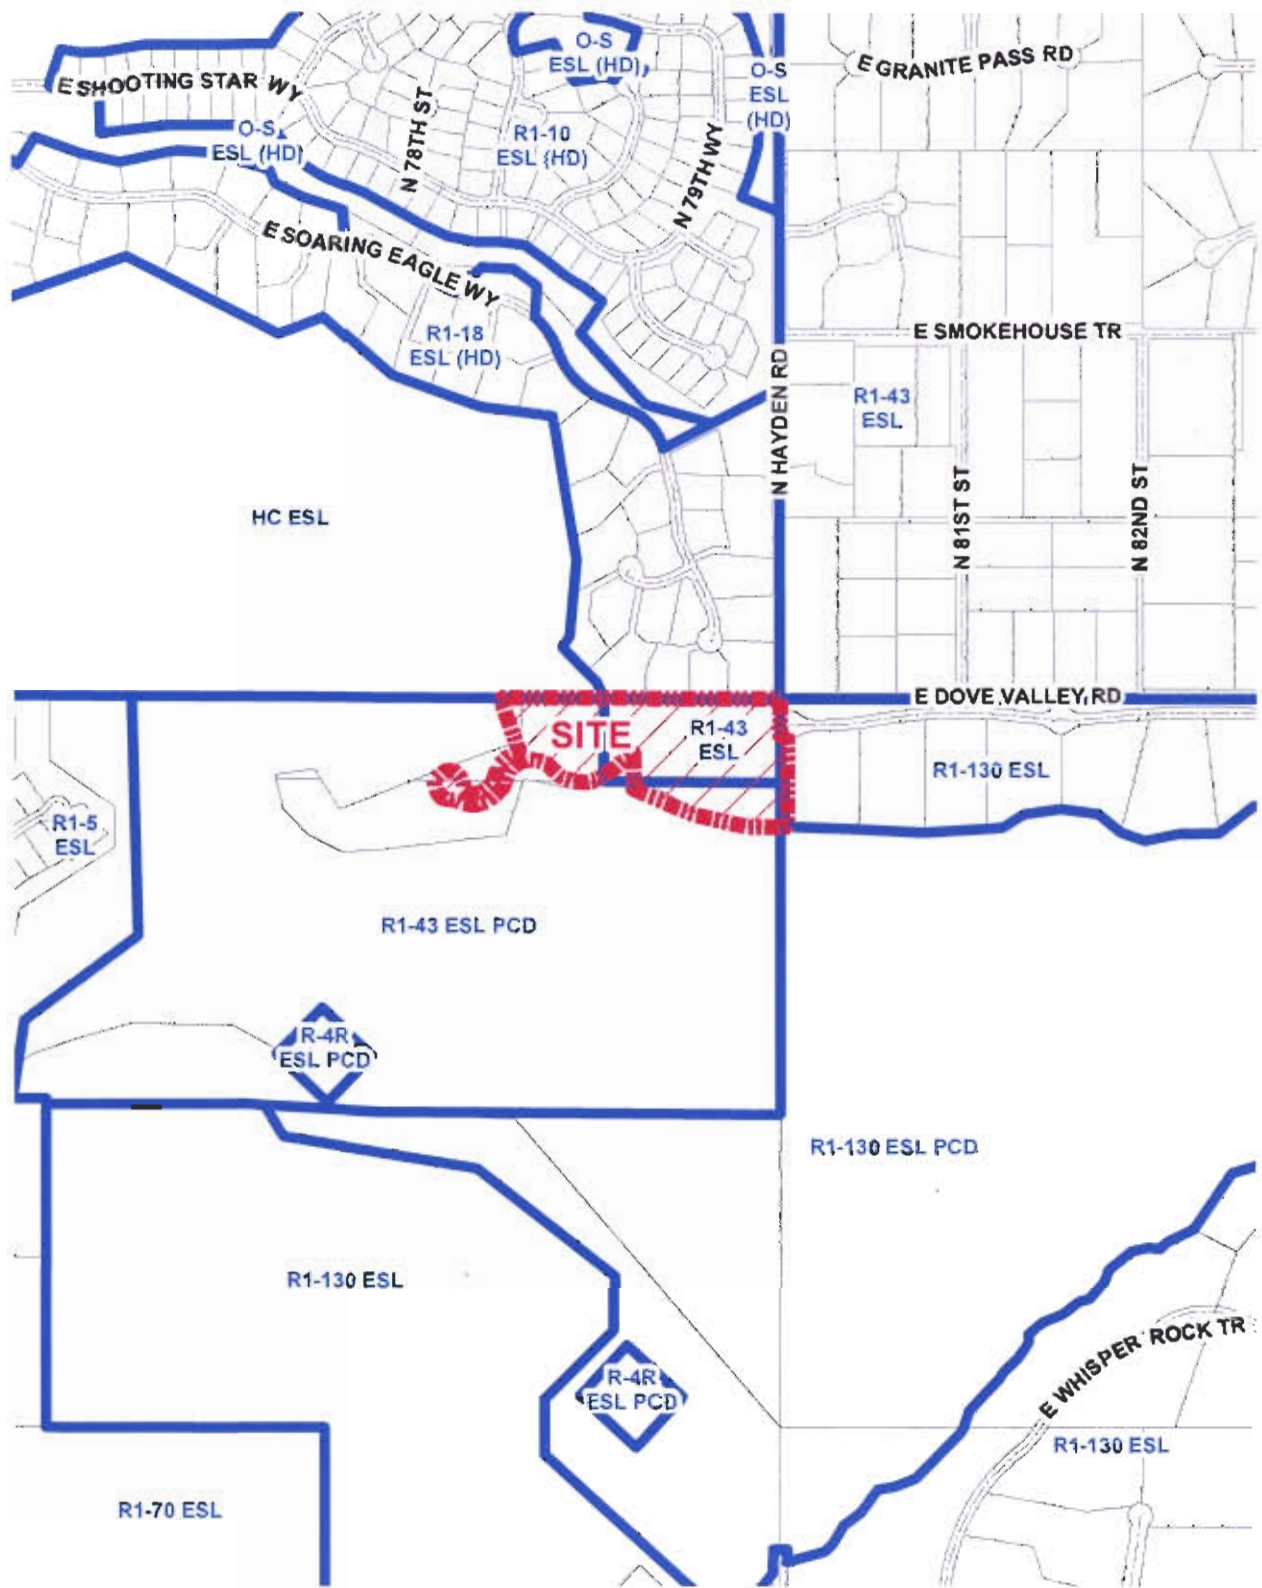 O-S
ESL (HD)
E GRANITE PASS RD
O-S
ESL
(HD)
E SHOOTING STAR WY
N 78TH ST
O-S
ESL (HD)
R1-10
ESL (HD)
N 79TH WY
E SOARING EAGLE WY
R1-18
ESL (HD)
E SMOKEHOUSE TR
N HAYDEN RD
R1-43
ESL
HC ESL
N 81ST ST
N 82ND ST
E DOVE VALLEY RD
SITE
R1-43
ESL
R1-130 ESL
R1-5
ESL
R1-43 ESL PCD
R-4R
ESL PCD
R1-130 ESL PCD
R1-130 ESL
E WHISPER ROCK TR
R-4R
ESL PCD
R1-130 ESL
R1-70 ESL